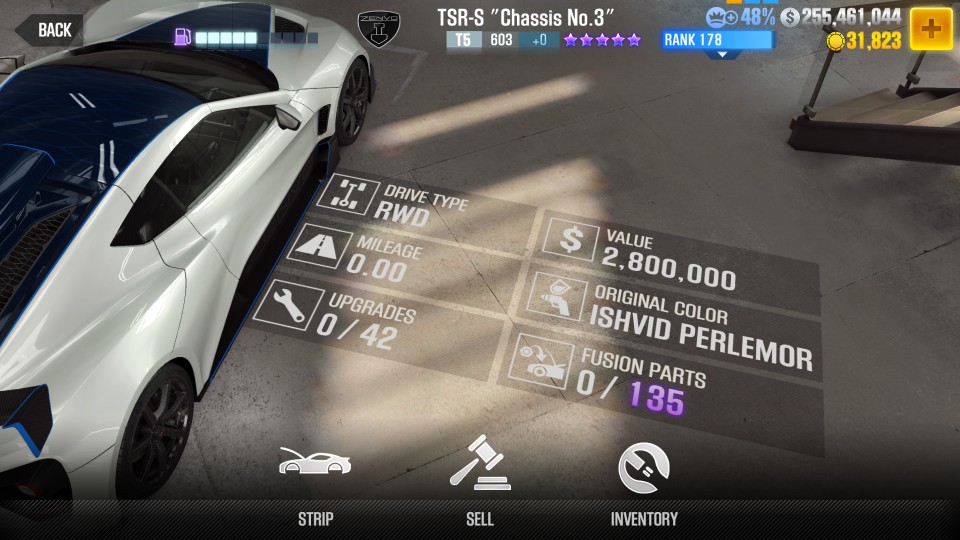 BACK
ZENVO
TSR-S "Chassis No.3"
T5 603 +0
48% 255,461,044
RANK 178
31,823
DRIVE TYPE
RWD
MILEAGE
0.00
UPGRADES
0/42
VALUE
2,800,000
ORIGINAL COLOR
ISHVID PERLEMOR
FUSION PARTS
0/135
STRIP
SELL
INVENTORY